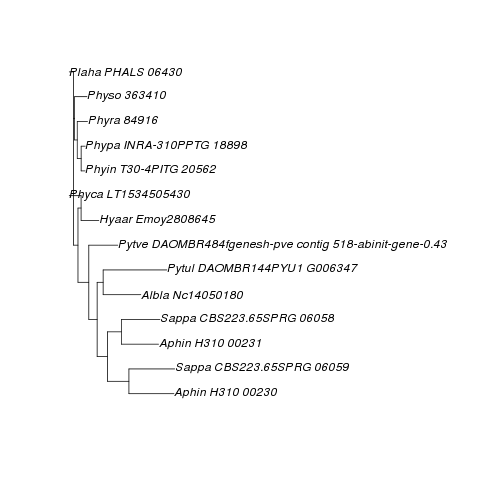 Plaha PHALS 06430
Physo 363410
Phyra 84916
Phypa INRA-310PPTG 18898
Phyin T30-4PITG 20562
Phyca LT1534505430
Hyaar Emoy2808645
Pytve DAOMBR484fgenesh-pve contig 518-abinit-gene-0.43
Pytul DAOMBR144PYU1 G006347
Albla Nc14050180
Sappa CBS223.65SPRG 06058
Aphin H310 00231
Sappa CBS223.65SPRG 06059
Aphin H310 00230